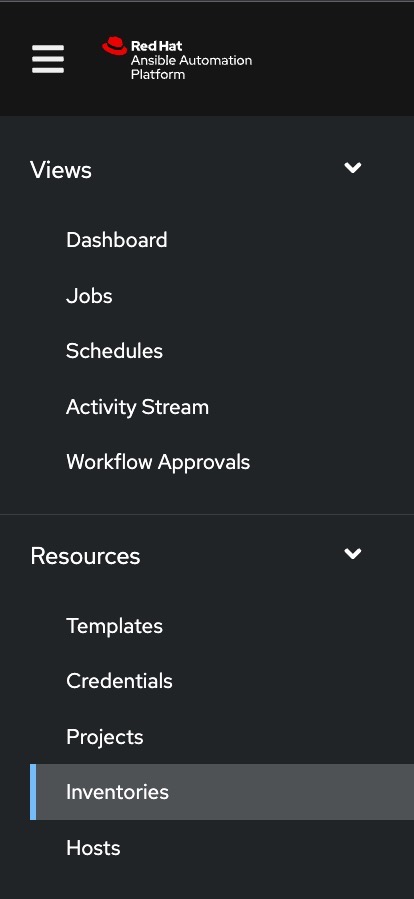 Red Hat
Ansible Automation
Platform
Views
Dashboard
Jobs
Schedules
Activity Stream
Workflow Approvals
Resources
Templates
Credentials
Projects
Inventories
Hosts